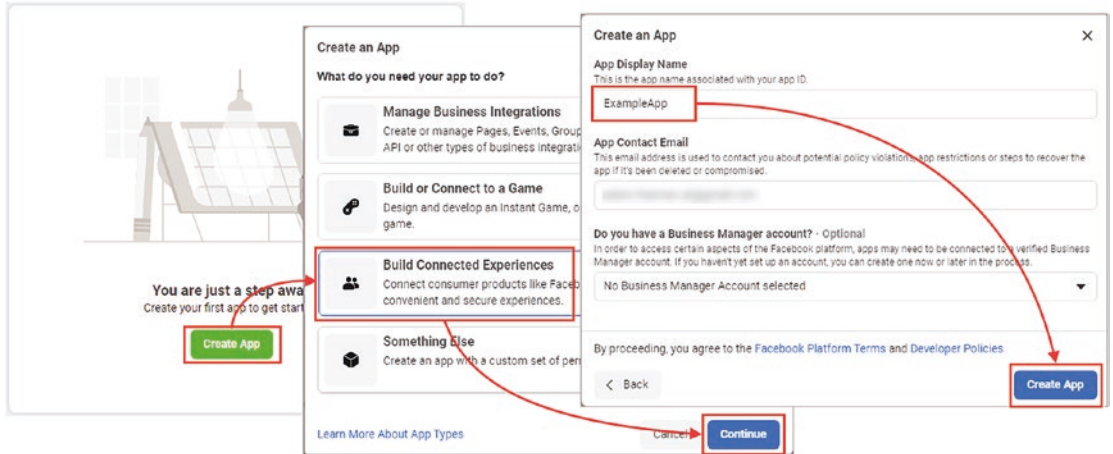 You are just a step awa
Create your first app to get start
Create App
Create an App
What do you need your app to do?
Manage Business Integrations
Create or manage Pages, Events, Group
API or other types of business integrati
Build or Connect to a Game
Design and develop an Instant Game, o
game.
Build Connected Experiences
Connect consumer products like Faceb
convenient and secure experiences.
Something Else
Create an app with a custom set of per
Learn More About App Types
Cancel
Continue
Create an App
App Display Name
This is the app name associated with your app ID.
ExampleApp
App Contact Email
This email address is used to contact you about potential policy violations, app restrictions or steps to recover the
app if it's been deleted or compromised.
Do you have a Business Manager account? · Optional
In order to access certain aspects of the Facebook platform, apps may need to be connected to a verified Business
Manager account. If you haven't yet set up an account, you can create one now or later in the process.
No Business Manager Account selected
By proceeding, you agree to the Facebook Platform Terms and Developer Policies
Back
Create App